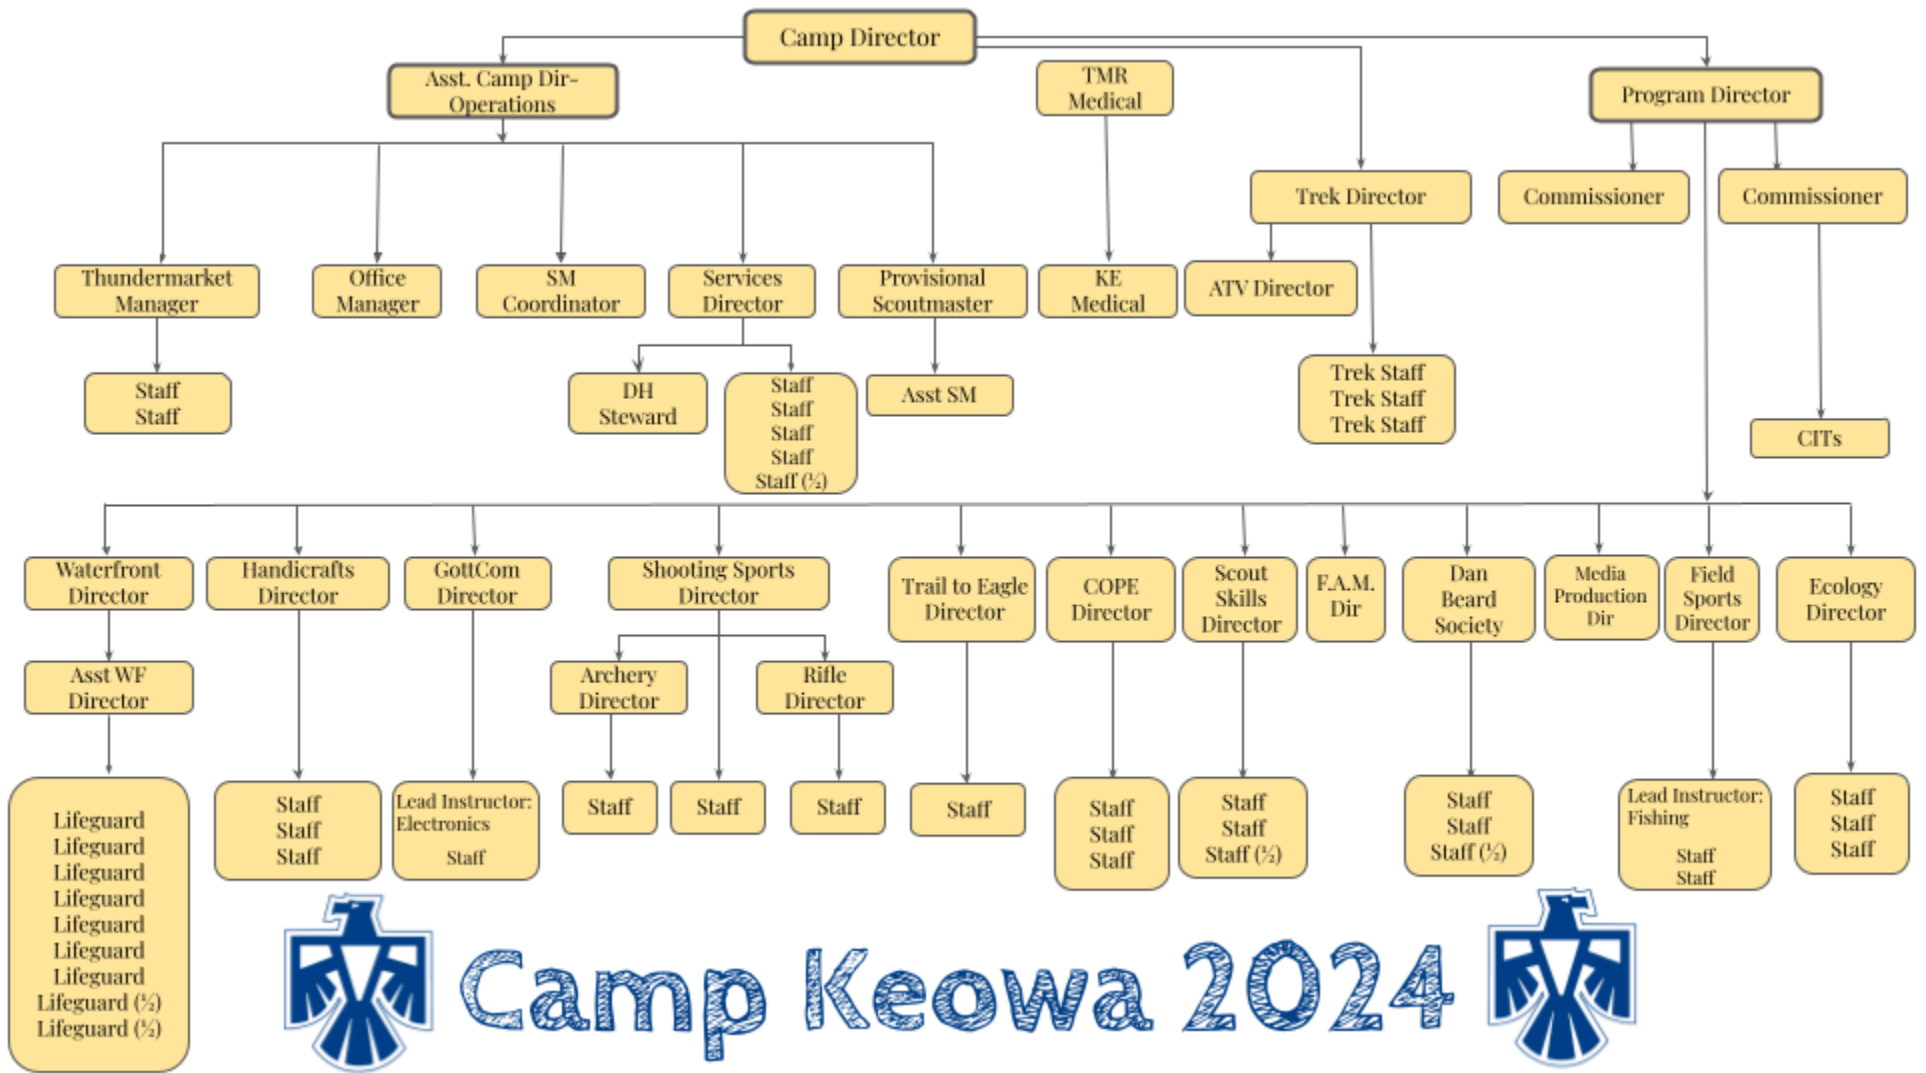 Camp Director
Asst. Camp Dir-
Operations
TMR
Medical
Program Director
Trek Director
Commissioner
Commissioner
Thundermarket
Manager
Office
Manager
SM
Coordinator
Services
Director
Provisional
Scoutmaster
KE
Medical
ATV Director
Staff
Staff
DH
Steward
Staff
Staff
Staff
Staff
Staff (½)
Asst SM
Trek Staff
Trek Staff
Trek Staff
CITs
Waterfront
Director
Handicrafts
Director
GottCom
Director
Shooting Sports
Director
Trail to Eagle
Director
COPE
Director
Scout
Skills
Director
F.A.M.
Dir
Dan
Beard
Society
Media
Production
Dir
Field
Sports
Director
Ecology
Director
Asst WF
Director
Archery
Director
Rifle
Director
Lifeguard
Lifeguard
Lifeguard
Lifeguard
Lifeguard
Lifeguard
Lifeguard
Lifeguard (½)
Lifeguard (½)
Staff
Staff
Staff
Lead Instructor:
Electronics
Staff
Staff
Staff
Staff
Staff
Staff
Staff
Staff
Staff
Staff
Staff (½)
Staff
Staff
Staff (½)
Lead Instructor:
Fishing
Staff
Staff
Staff
Staff
Staff
Camp Keowa 2024